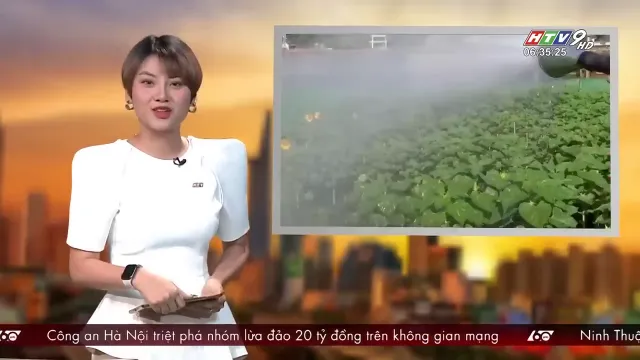 HTV9 HD
06:35:25
Công an Hà Nội triệt phá nhóm lừa đảo 20 tỷ đồng trên không gian mạng
Ninh Thuậ